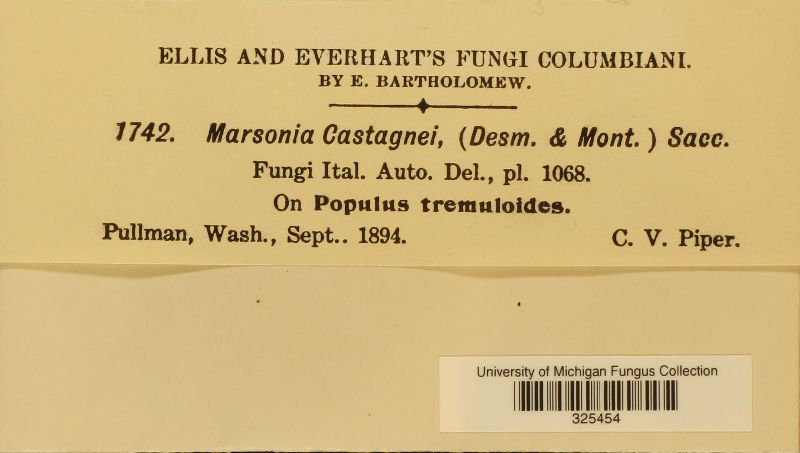 ELLIS AND EVERHART'S FUNGI COLUMBIANI.
BY E. BARTHOLOMEW.
1742. Marsonia Castagnei, (Desm. & Mont.) Sacc.
Fungi Ital. Auto. Del., pl. 1068.
On Populus tremuloides.
Pullman, Wash., Sept.. 1894. C. V. Piper.
University of Michigan Fungus Collection
325454